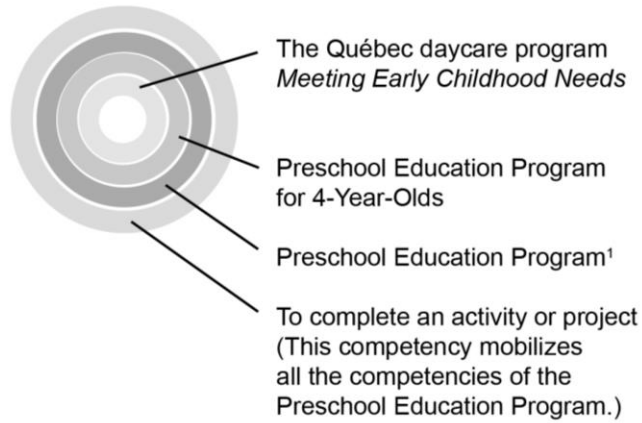 The Québec daycare program
Meeting Early Childhood Needs
Preschool Education Program
for 4-Year-Olds
Preschool Education Program¹
To complete an activity or project
(This competency mobilizes
all the competencies of the
Preschool Education Program.)